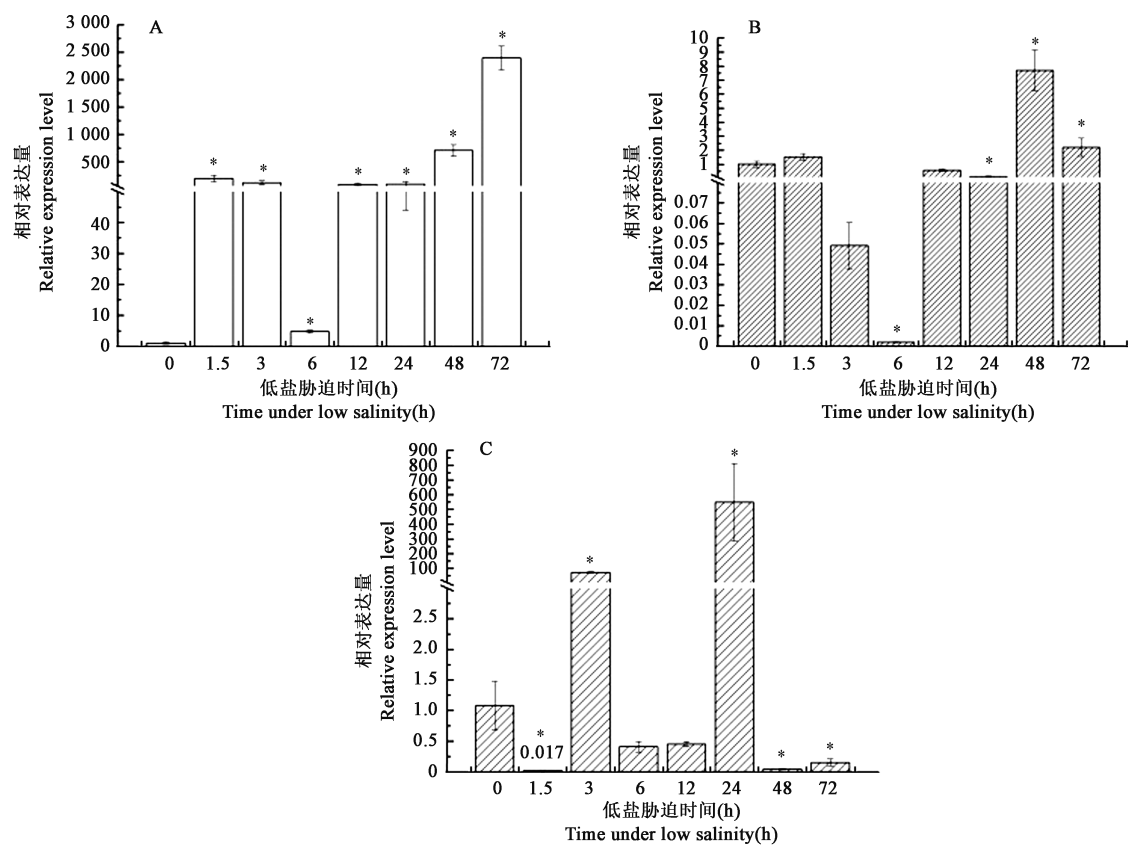 A
3 000
2 500
2 000
1 500
1 000
500
40
30
20
10
0
相对表达量
Relative expression level
* * * * * * *
0 1.5 3 6 12 24 48 72
低盐胁迫时间(h)
Time under low salinity(h)
B
10
9
8
7
6
5
4
3
2
1
0.07
0.06
0.05
0.04
0.03
0.02
0.01
0
相对表达量
Relative expression level
* * * *
0 1.5 3 6 12 24 48 72
低盐胁迫时间(h)
Time under low salinity(h)
C
900
800
700
600
500
400
300
200
100
2.5
2.0
1.5
1.0
0.5
0
相对表达量
Relative expression level
* * * * *
0.017
0 1.5 3 6 12 24 48 72
低盐胁迫时间(h)
Time under low salinity(h)